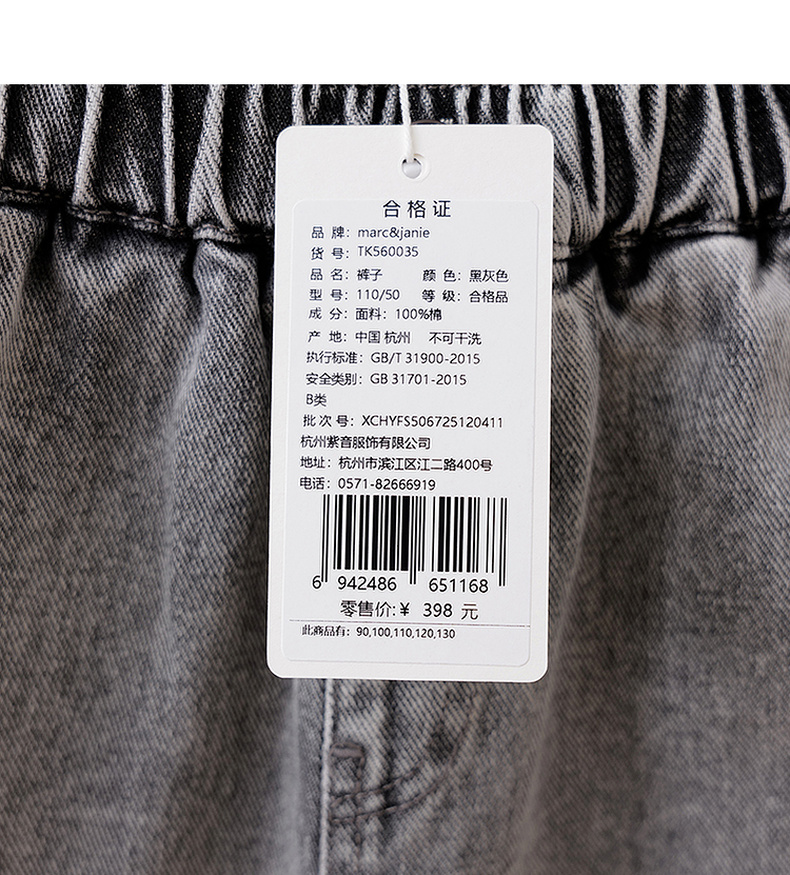 合格证
品 牌：marc&janie
货 号：TK560035
品 名：裤子 颜 色：黑灰色
型 号：110/50 等 级：合格品
成 分：面料：100%棉
产 地：中国 杭州 不可干洗
执行标准：GB/T 31900-2015
安全类别：GB 31701-2015
B类
批 次 号：XCHYFS506725120411
杭州紫音服饰有限公司
地址：杭州市滨江区江二路400号
电话：0571-82666919
6 942486 651168
零售价:¥ 398 元
此商品有：90,100,110,120,130